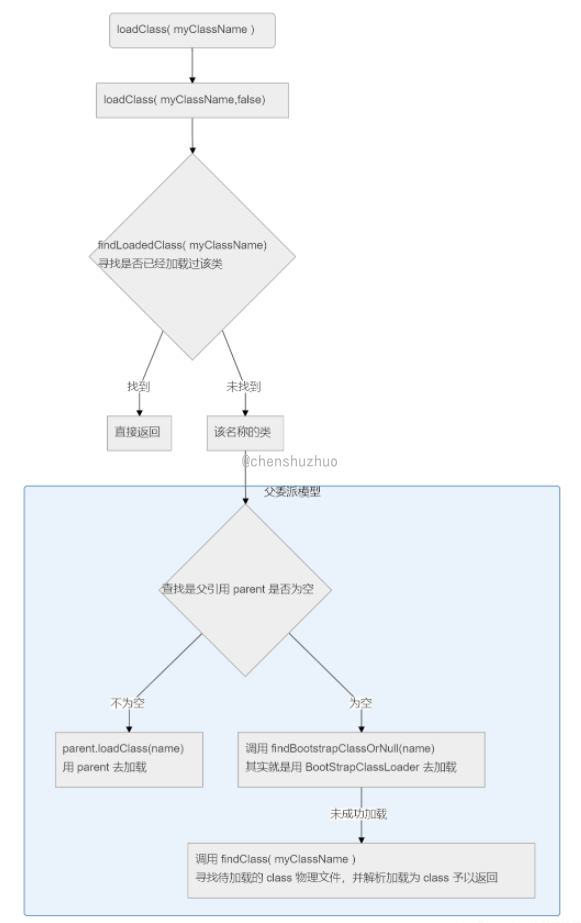 loadClass( myClassName )
loadClass( myClassName,false)
findLoadedClass( myClassName)
寻找是否已经加载过该类
找到
未找到
直接返回
该名称的类
@chenshuzhuo
父委派模型
查找是父引用 parent 是否为空
不为空
为空
parent.loadClass(name)
用 parent 去加载
调用 findBootstrapClassOrNull(name)
其实就是用 BootStrapClassLoader 去加载
未成功加载
调用 findClass( myClassName )
寻找待加载的 class 物理文件，并解析加载为 class 予以返回